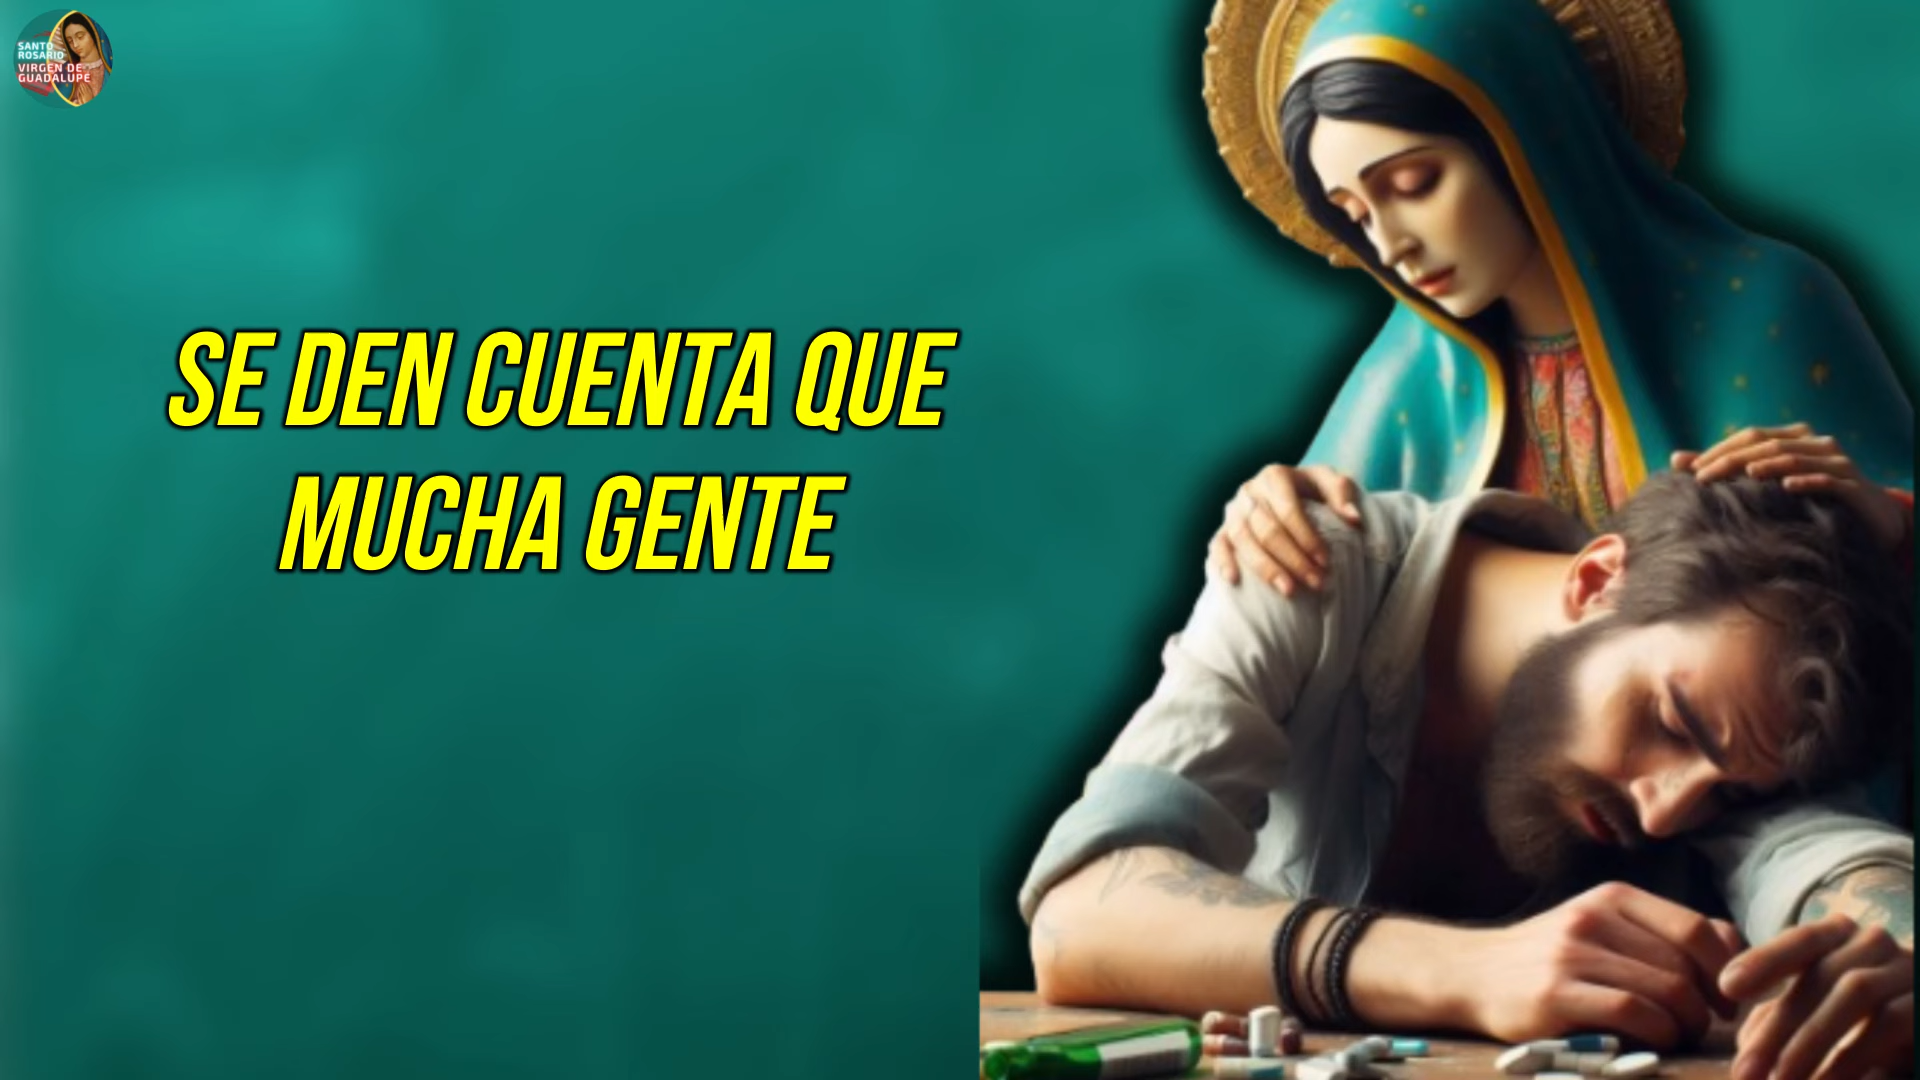 SANTO
ROSARIO
VIRGEN DE
GUADALUPE
SE DEN CUENTA QUE
MUCHA GENTE